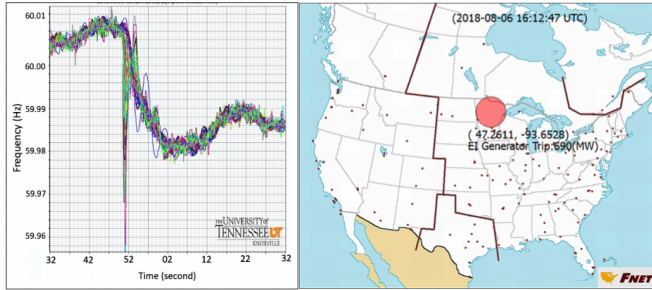 60.01
60.00
59.99
59.98
59.97
59.96
Frequency (Hz)
32
42
52
02
12
22
32
Time (second)
THE UNIVERSITY of
TENNESSEE UT
KNOXVILLE
(2018-08-06 16:12:47 UTC)
( 47.2611, -93.6528)
EI Generator Trip:690(MW)
FNET